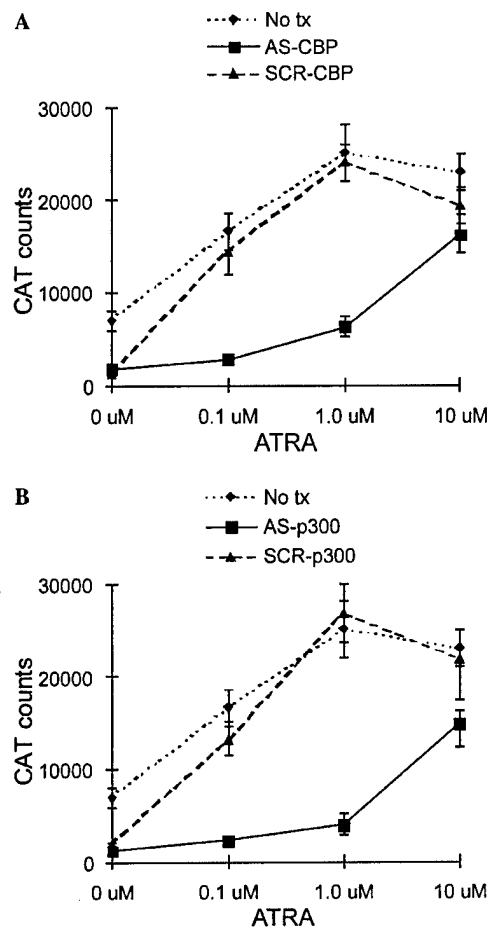 A
No tx
AS-CBP
SCR-CBP
30000
20000
10000
0
CAT counts
0 uM 0.1 uM 1.0 uM 10 uM
ATRA
B
No tx
AS-p300
SCR-p300
30000
20000
10000
0
CAT counts
0 uM 0.1 uM 1.0 uM 10 uM
ATRA